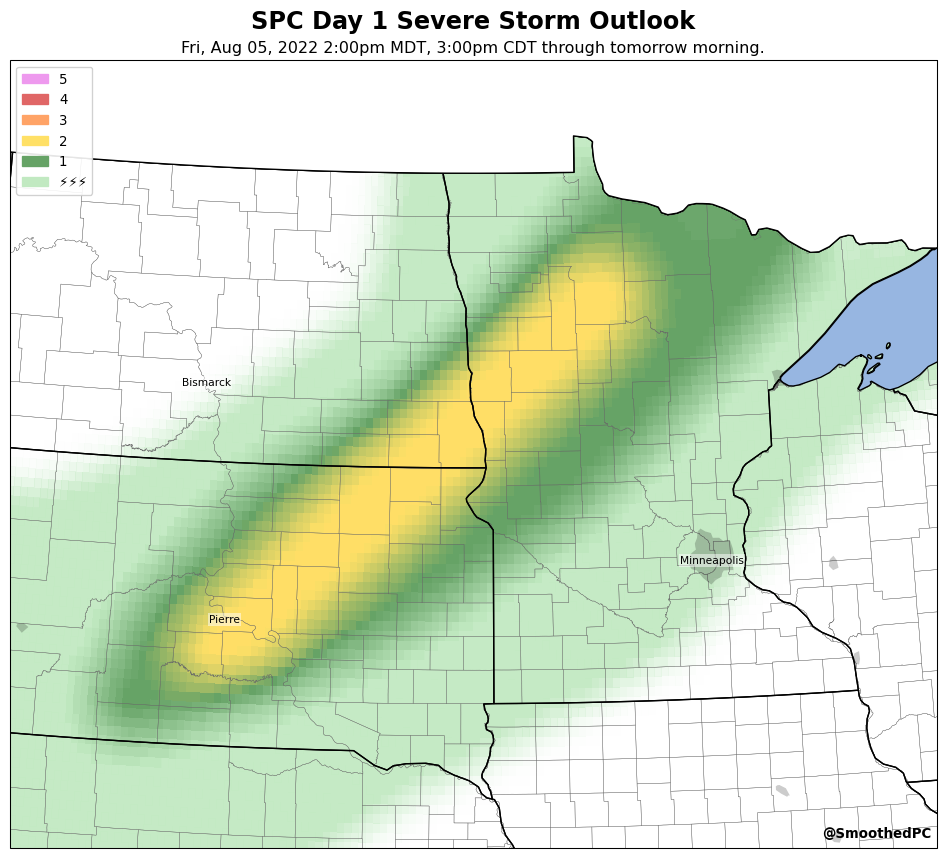 SPC Day 1 Severe Storm Outlook
Fri, Aug 05, 2022 2:00pm MDT, 3:00pm CDT through tomorrow morning.
5
4
3
2
1
⚡⚡⚡
Bismarck
Minneapolis
Pierre
@SmoothedPC